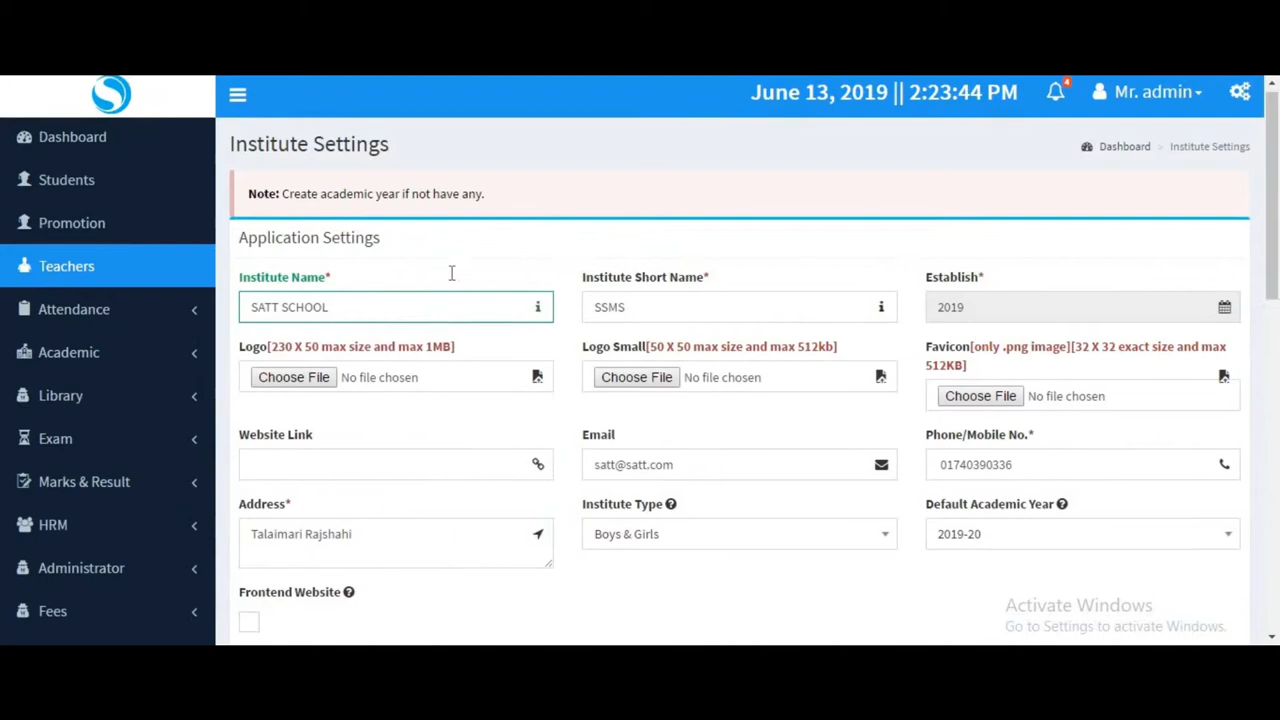 June 13, 2019 || 2:23:44 PM
4
Mr. admin
Dashboard
Students
Promotion
Teachers
Attendance
Academic
Library
Exam
Marks & Result
HRM
Administrator
Fees
Institute Settings
Dashboard > Institute Settings
Note: Create academic year if not have any.
Application Settings
Institute Name*
SATT SCHOOL
Institute Short Name*
SSMS
Establish*
2019
Logo[230 X 50 max size and max 1MB]
Choose File No file chosen
Logo Small[50 X 50 max size and max 512kb]
Choose File No file chosen
Favicon[only .png image][32 X 32 exact size and max
512KB]
Choose File No file chosen
Website Link
Email
satt@satt.com
Phone/Mobile No.*
01740390336
Address*
Talaimari Rajshahi
Institute Type
Boys & Girls
Default Academic Year
2019-20
Frontend Website
Activate Windows
Go to Settings to activate Windows.